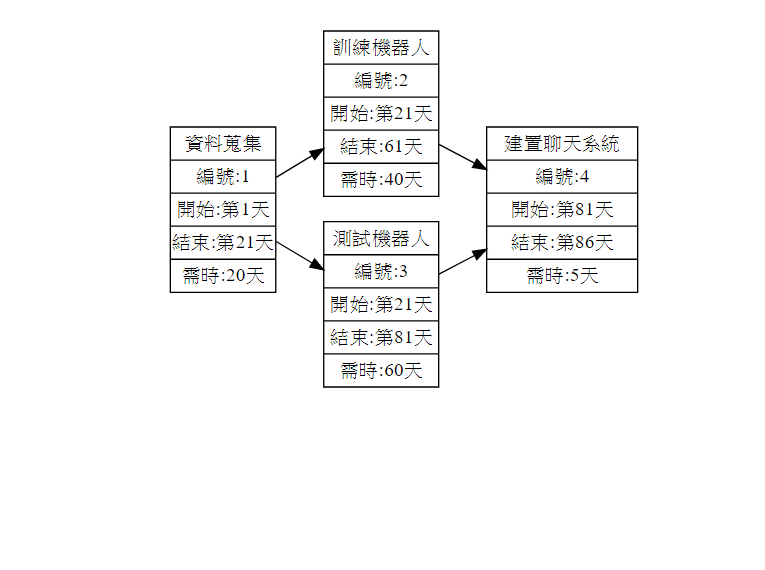 資料蒐集
編號:1
開始:第1天
結束:第21天
需時:20天
訓練機器人
編號:2
開始:第21天
結束:61天
需時:40天
測試機器人
編號:3
開始:第21天
結束:第81天
需時:60天
建置聊天系統
編號:4
開始:第81天
結束:第86天
需時:5天